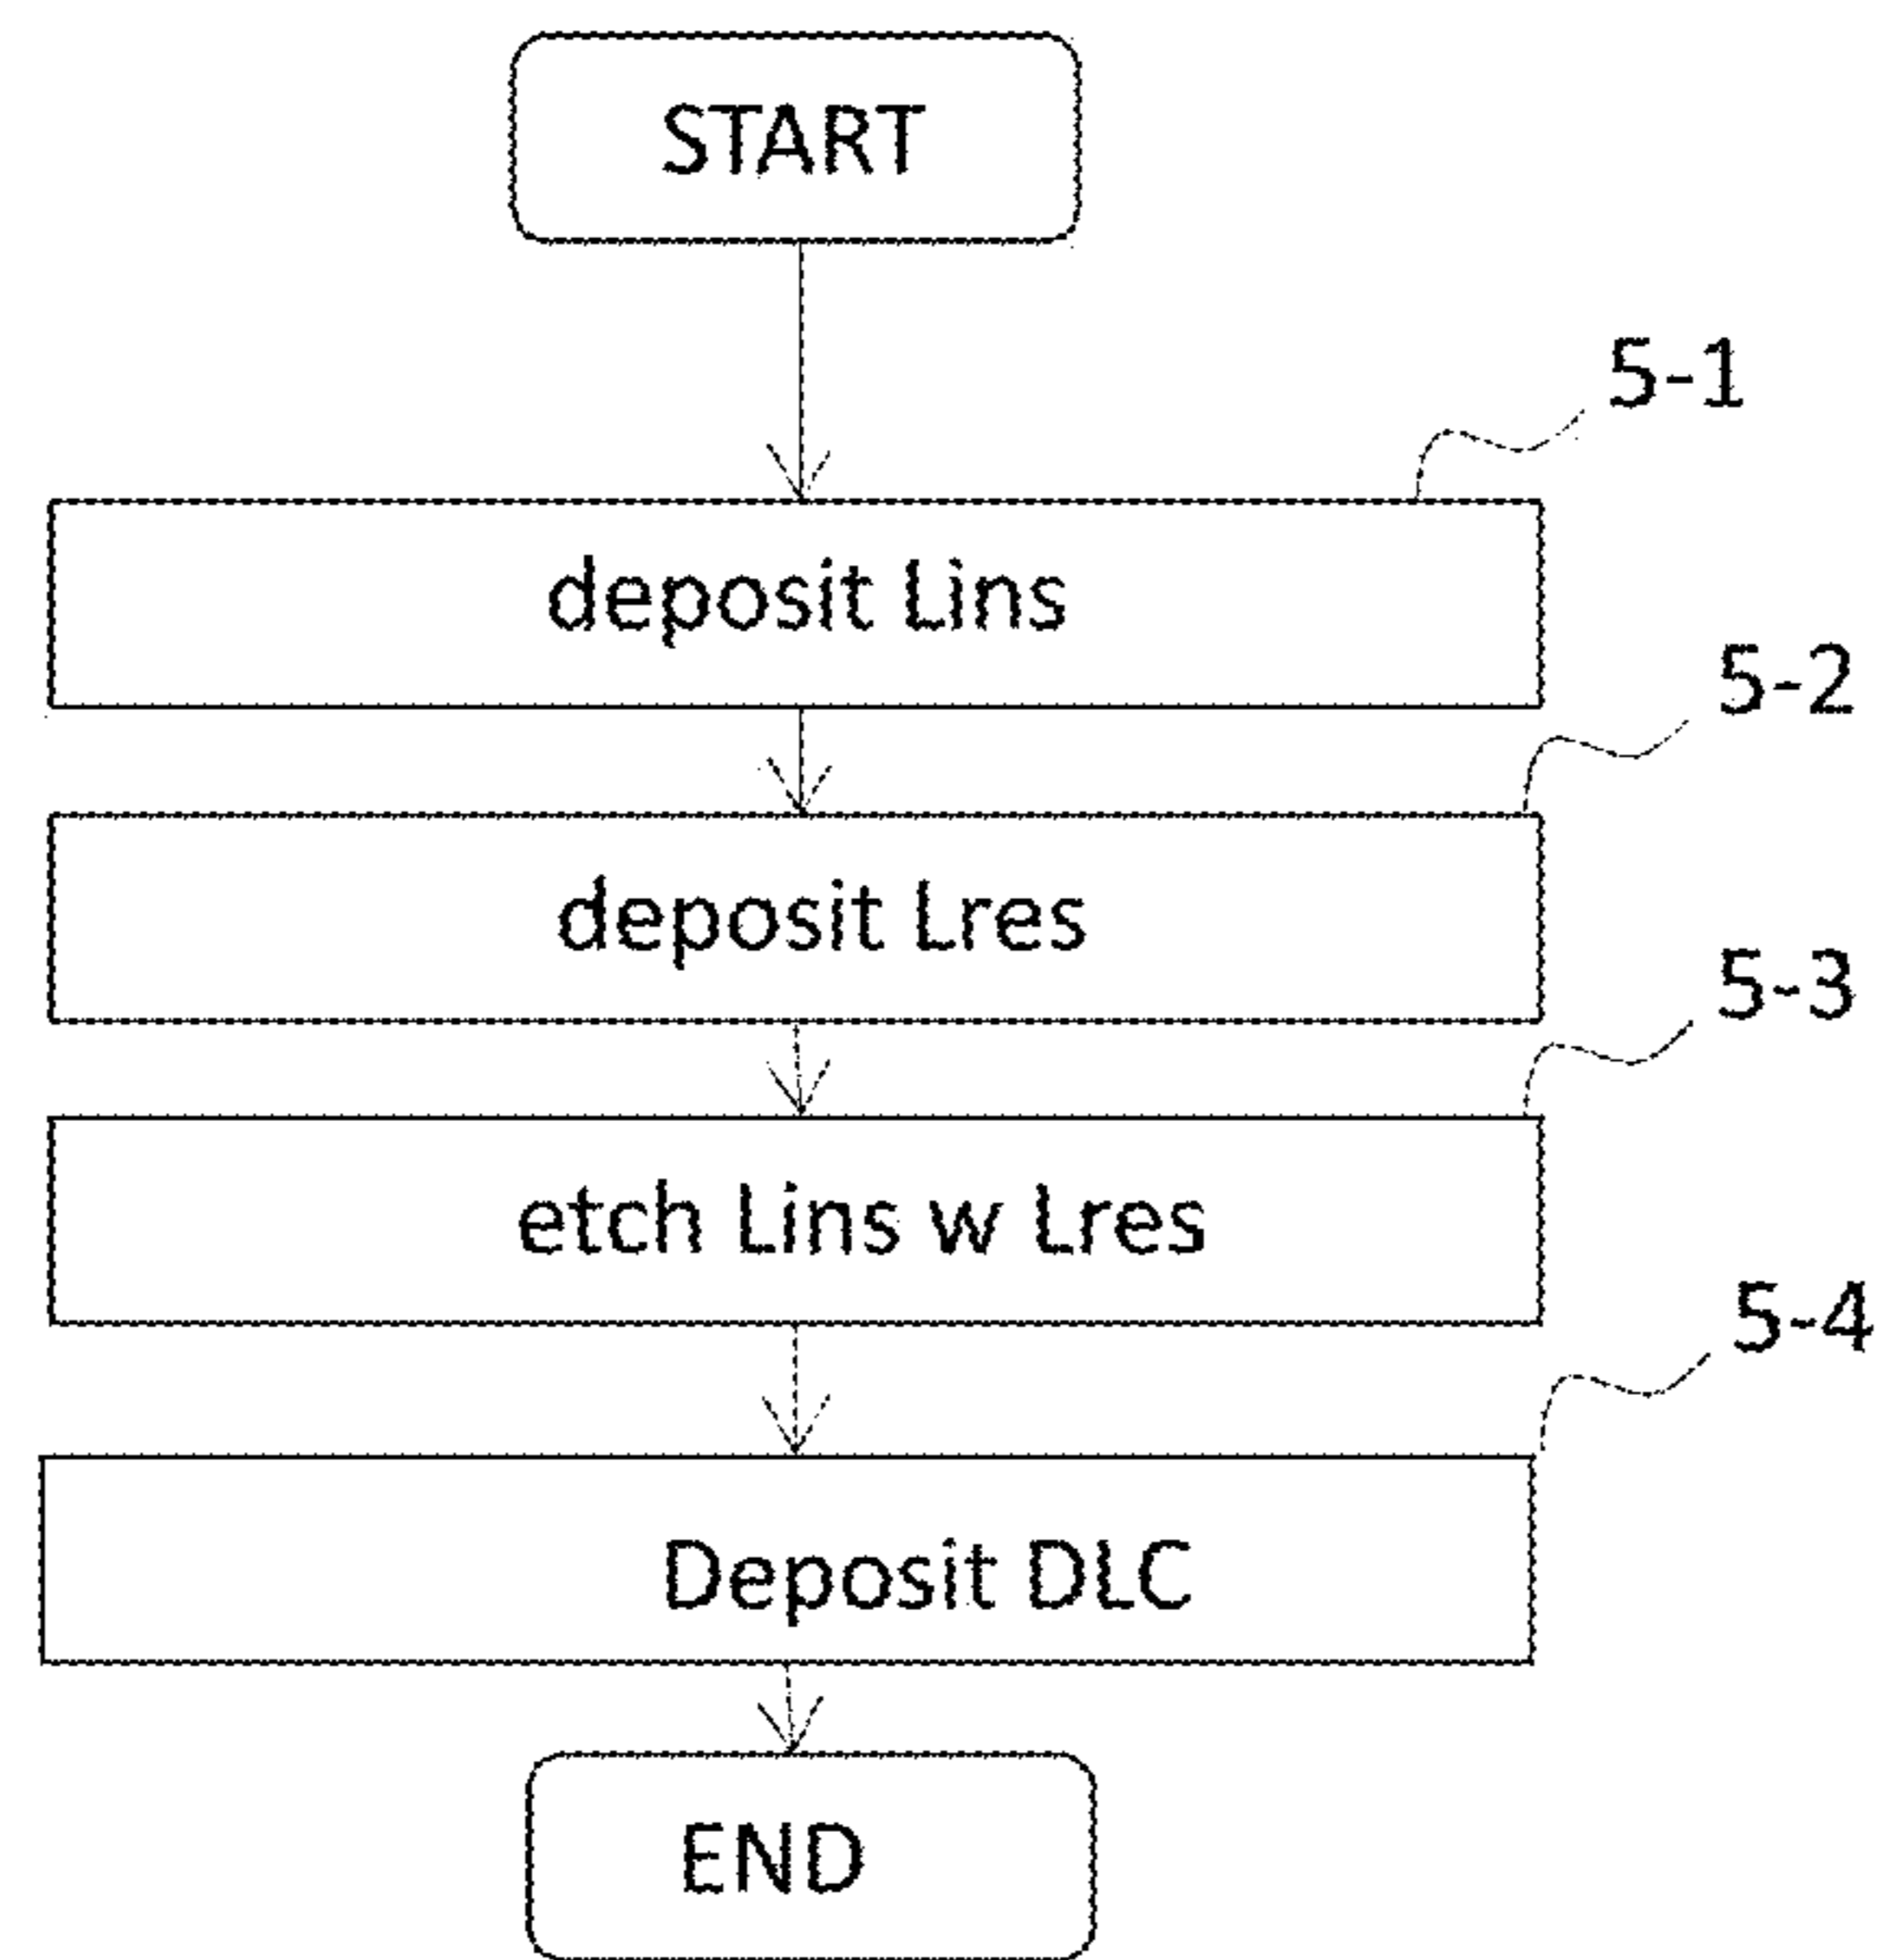 START
5-1
deposit Lins
5-2
deposit Lres
5-3
etch Lins w Lres
5-4
Deposit DLC
END